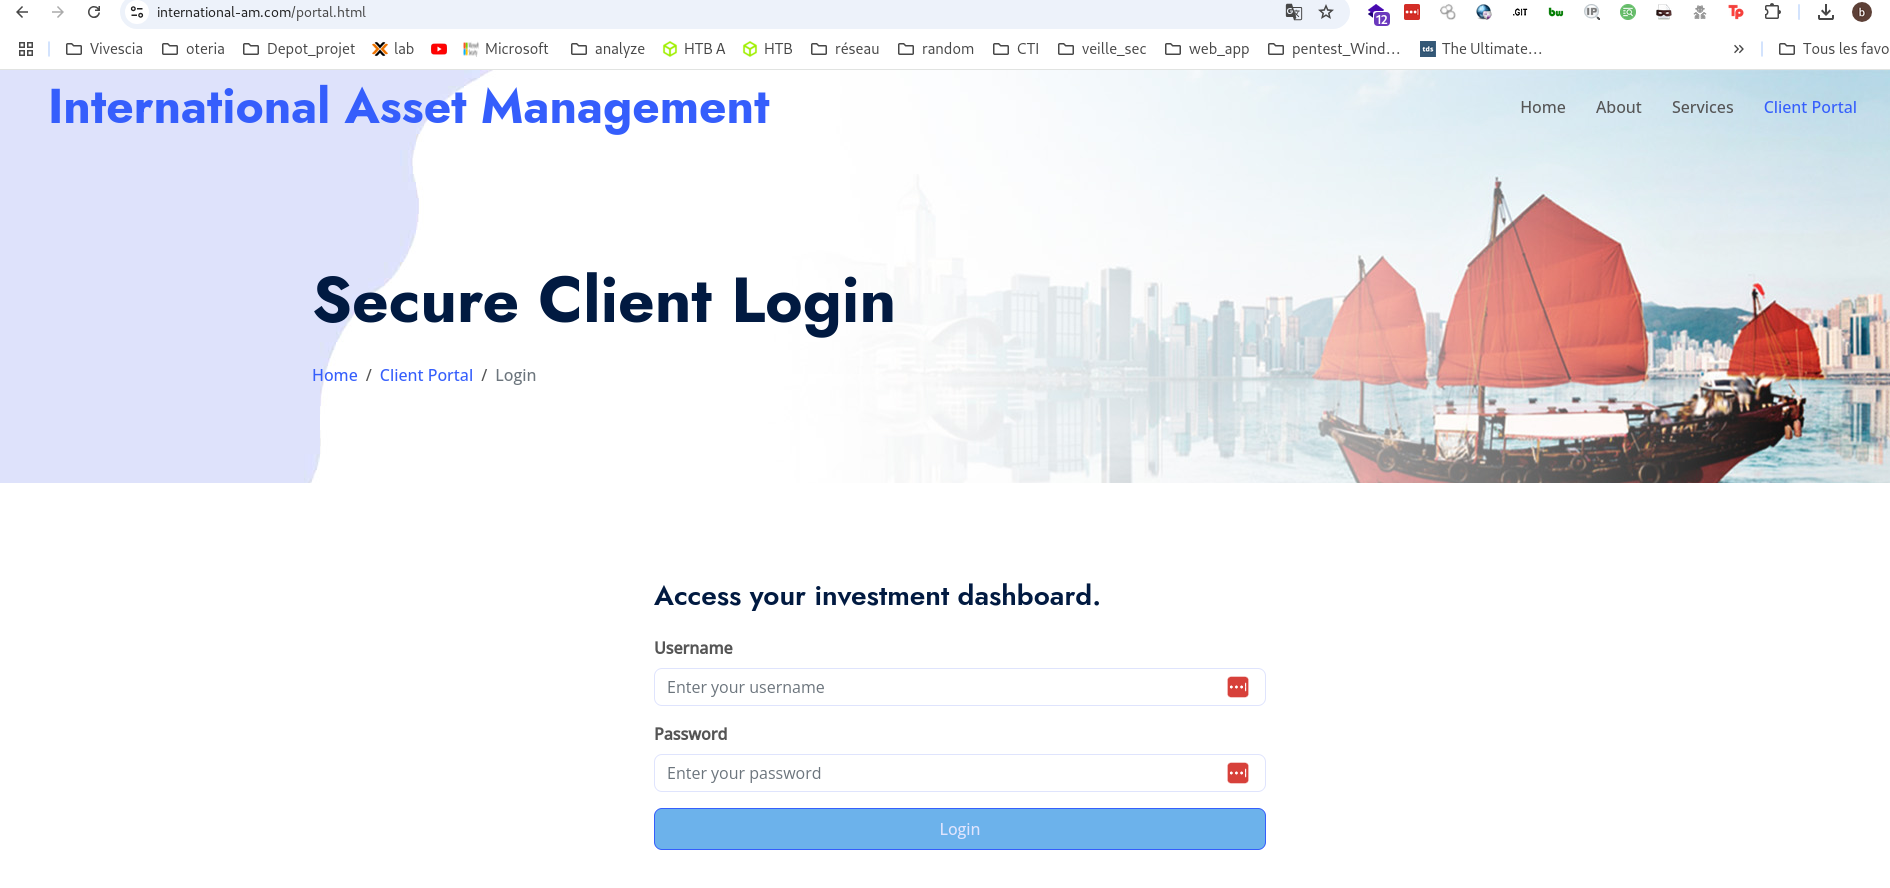 international-am.com/portal.html
12
.GIT
bw
IP
Tp
b
Vivescia oteria Depot_projet lab Microsoft analyze HTB A HTB réseau random CTI veille_sec web_app pentest_Wind... tds The Ultimate... » Tous les favo
International Asset Management
Home About Services Client Portal
Secure Client Login
Home / Client Portal / Login
Access your investment dashboard.
Username
Enter your username
Password
Enter your password
Login